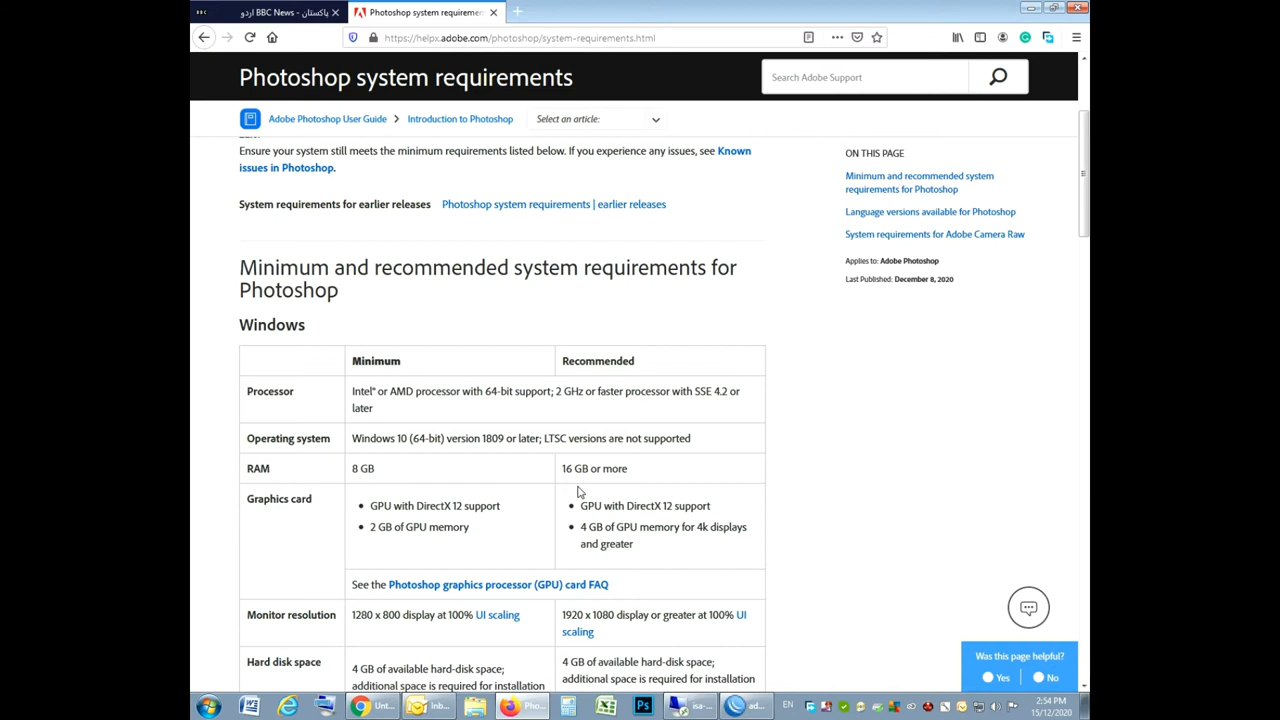 BBC پاکستان - BBC News اردو
Photoshop system requirements
https://helpx.adobe.com/photoshop/system-requirements.html
Photoshop system requirements
Search Adobe Support
Adobe Photoshop User Guide > Introduction to Photoshop Select an article:
Ensure your system still meets the minimum requirements listed below. If you experience any issues, see Known
issues in Photoshop.
System requirements for earlier releases Photoshop system requirements | earlier releases
ON THIS PAGE
Minimum and recommended system
requirements for Photoshop
Language versions available for Photoshop
System requirements for Adobe Camera Raw
Applies to: Adobe Photoshop
Last Published: December 8, 2020
Minimum and recommended system requirements for
Photoshop
Windows
Minimum Recommended
Processor Intel® or AMD processor with 64-bit support; 2 GHz or faster processor with SSE 4.2 or
later
Operating system Windows 10 (64-bit) version 1809 or later; LTSC versions are not supported
RAM 8 GB 16 GB or more
Graphics card
• GPU with DirectX 12 support
• 2 GB of GPU memory
• GPU with DirectX 12 support
• 4 GB of GPU memory for 4k displays
and greater
See the Photoshop graphics processor (GPU) card FAQ
Monitor resolution 1280 x 800 display at 100% UI scaling 1920 x 1080 display or greater at 100% UI
scaling
Hard disk space
4 GB of available hard-disk space;
additional space is required for installation
4 GB of available hard-disk space;
additional space is required for installation
Was this page helpful?
Yes No
Unt... Inb... Pho... Ps isa-... ad... EN 2:54 PM
15/12/2020